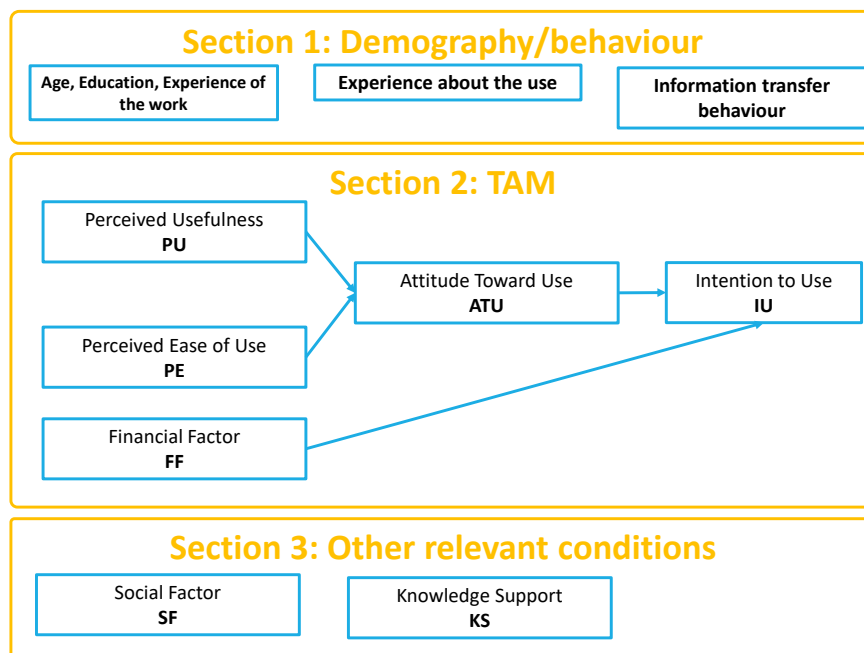 Section 1: Demography/behaviour
Age, Education, Experience of
the work
Experience about the use
Information transfer
behaviour
Section 2: TAM
Perceived Usefulness
PU
Attitude Toward Use
ATU
Intention to Use
IU
Perceived Ease of Use
PE
Financial Factor
FF
Section 3: Other relevant conditions
Social Factor
SF
Knowledge Support
KS